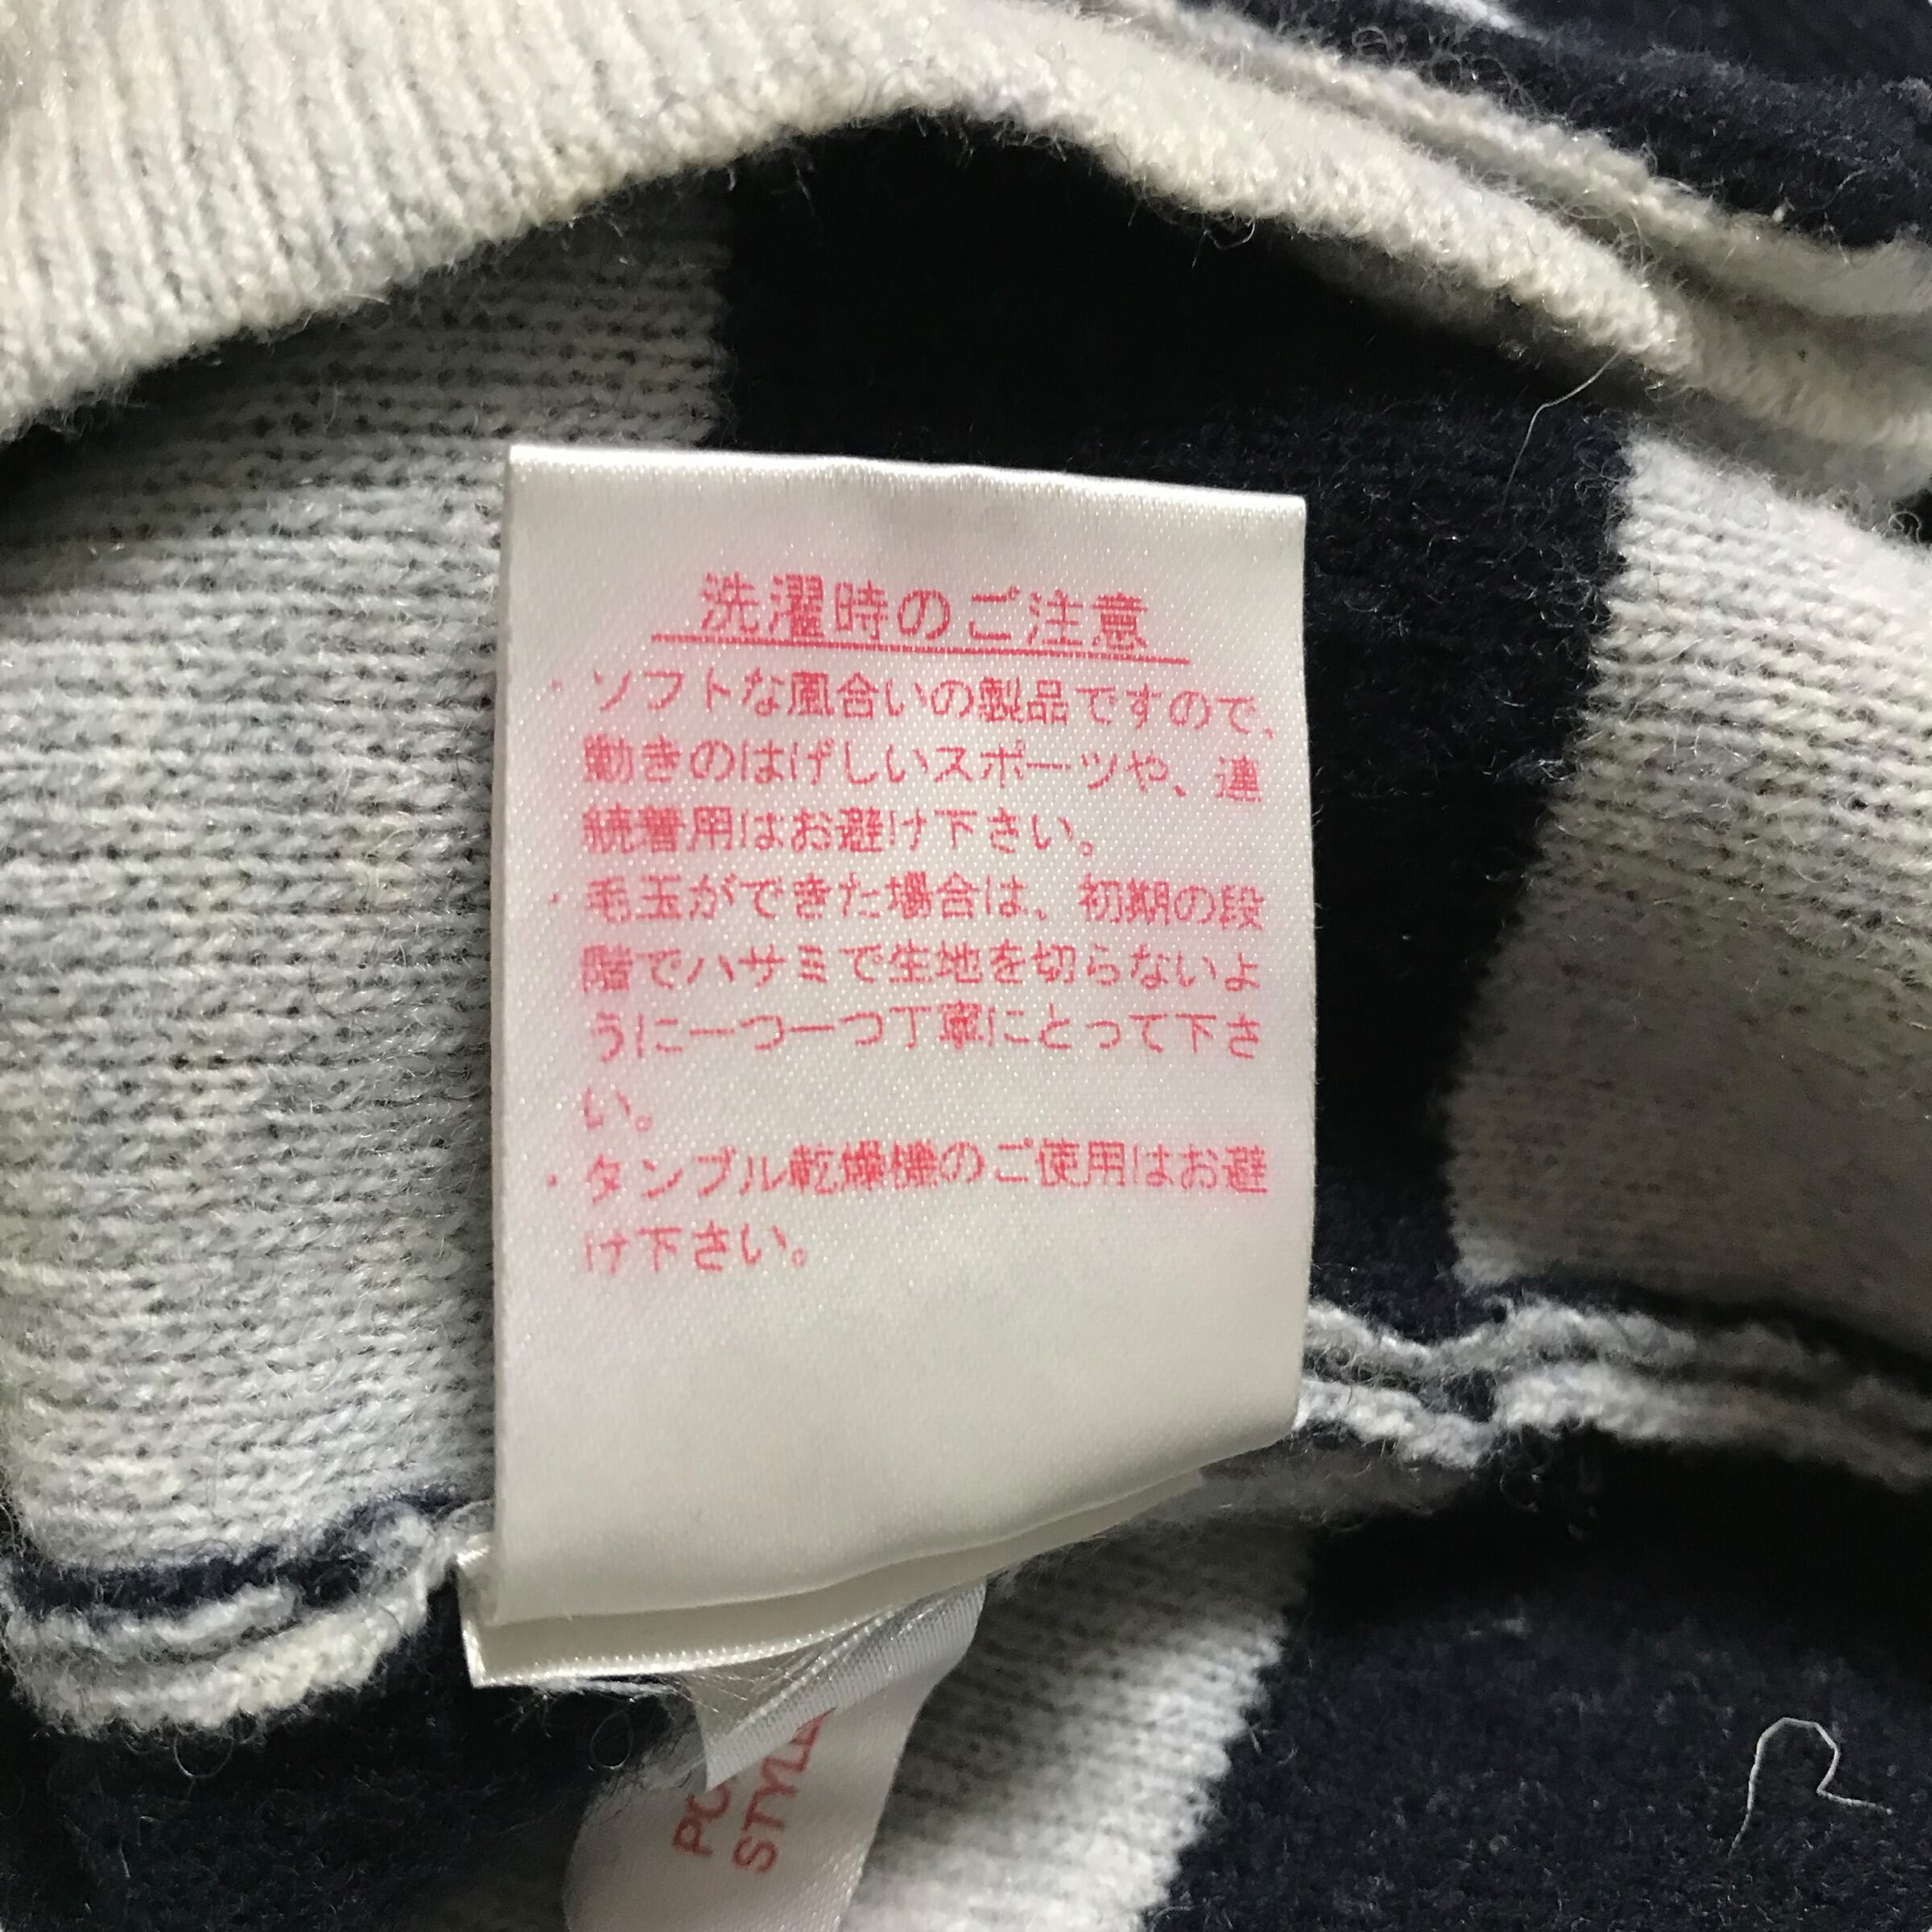 洗濯時のご注意
・ソフトな風合いの製品ですので、
動きのはげしいスポーツや、連
続着用はお避け下さい。
・毛玉ができた場合は、初期の段
階でハサミで生地を切らないよ
うに一つ一つ丁寧にとって下さ
い。
・タンブル乾燥機のご使用はお避
け下さい。
STYLE